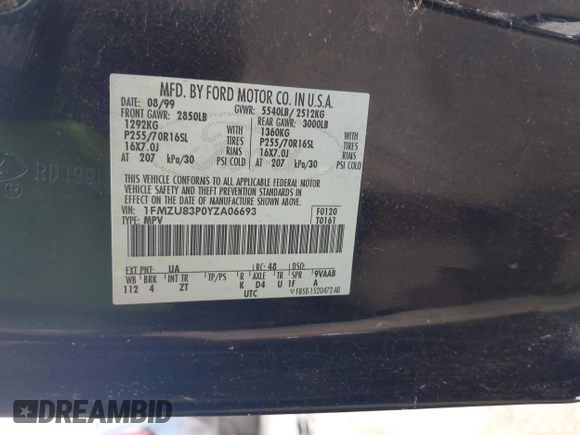 MFD. BY FORD MOTOR CO. IN U.S.A.
DATE: 08/99 GVWR: 5540LB/ 2512KG
FRONT GAWR: 2850LB REAR GAWR: 3000LB
1292KG WITH 1360KG WITH
P255/70R16SL TIRES P255/70R16SL TIRES
16X7.0J RIMS 16X7.0J RIMS
AT 207 kPa/30 PSI COLD AT 207 kPa/30 PSI COLD
THIS VEHICLE CONFORMS TO ALL APPLICABLE FEDERAL MOTOR
VEHICLE SAFETY STANDARDS IN EFFECT ON THE DATE OF
MANUFACTURE SHOWN ABOVE.
VIN: 1FMZU83P0YZA06693 F0120
TYPE: MPV T0161
EXT PNT: UA RC: 48 DSO:
WB BRK INT TR TP/PS R AXLE TR SPR 9VAAB
112 4 ZT K D4 U 1F A
UTC
▽F85B-1520472-AB
RD 199
DREAMBID